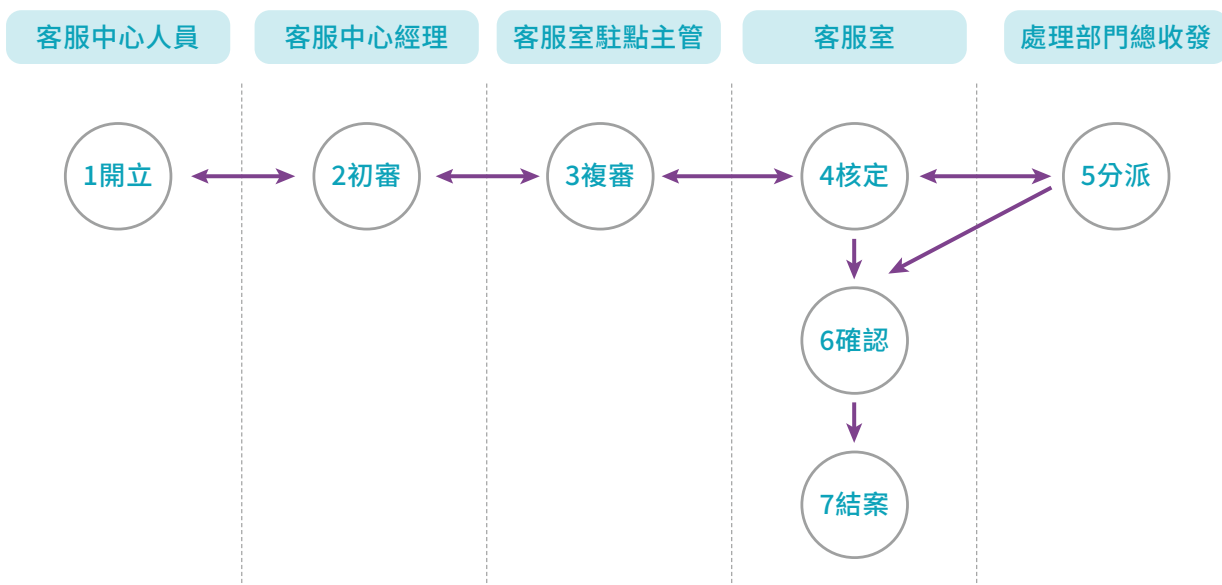 客服中心人員
客服中心經理
客服室駐點主管
客服室
處理部門總收發
1開立
2初審
3複審
4核定
5分派
6確認
7結案